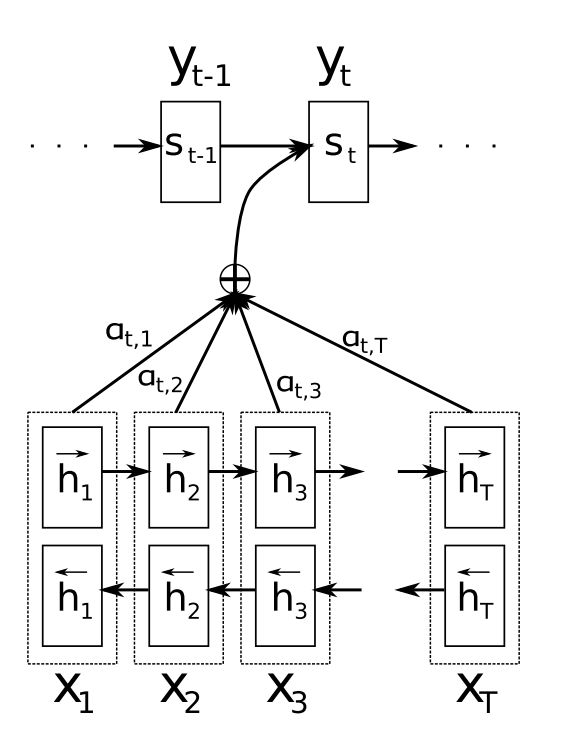 y_{t-1} y_t
. . . s_{t-1} s_t . . .
a_{t,1} a_{t,2} a_{t,3} a_{t,T}
\overrightarrow{h}_1 \overrightarrow{h}_2 \overrightarrow{h}_3 \overrightarrow{h}_T
\overleftarrow{h}_1 \overleftarrow{h}_2 \overleftarrow{h}_3 \overleftarrow{h}_T
x_1 x_2 x_3 x_T